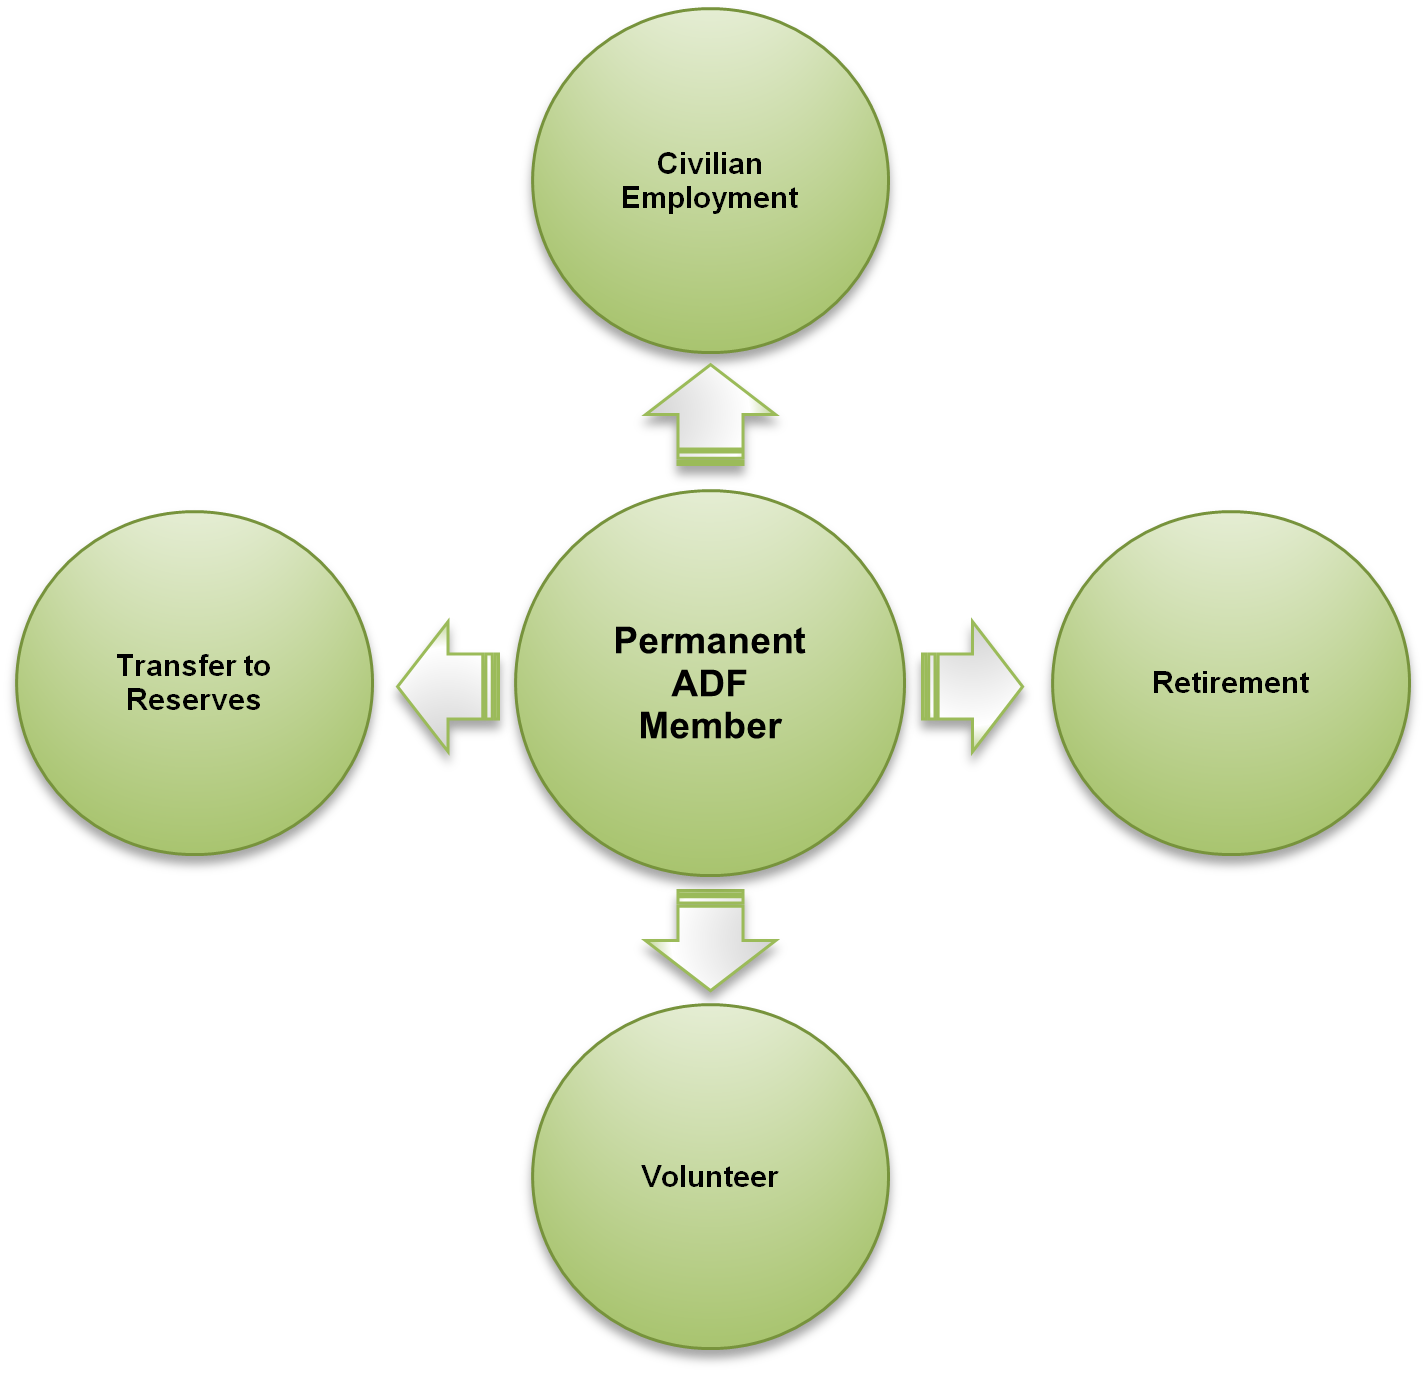 Civilian
Employment
Transfer to
Reserves
Permanent
ADF
Member
Retirement
Volunteer